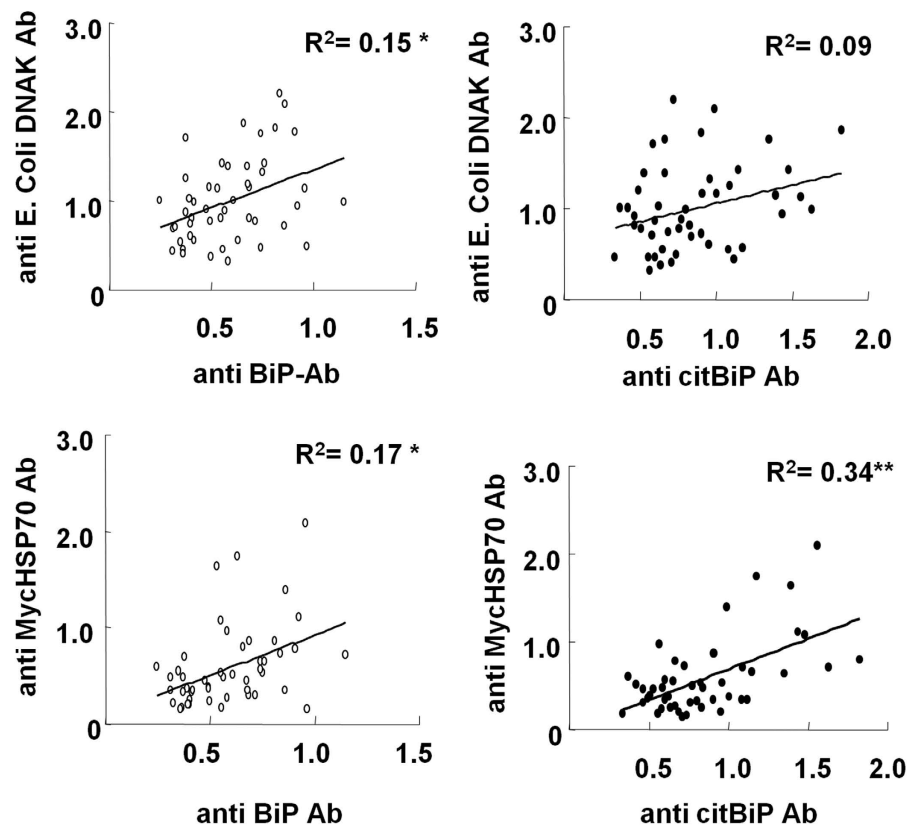 3.0
R²= 0.15 *
2.0
1.0
0
0.5
1.0
1.5
anti E. Coli DNAK Ab
anti BiP-Ab
3.0
R²= 0.09
2.0
1.0
0
0.5
1.0
1.5
2.0
anti E. Coli DNAK Ab
anti citBiP Ab
3.0
R²= 0.17 *
2.0
1.0
0
0.5
1.0
1.5
anti MycHSP70 Ab
anti BiP Ab
3.0
R²= 0.34**
2.0
1.0
0
0.5
1.0
1.5
2.0
anti MycHSP70 Ab
anti citBiP Ab